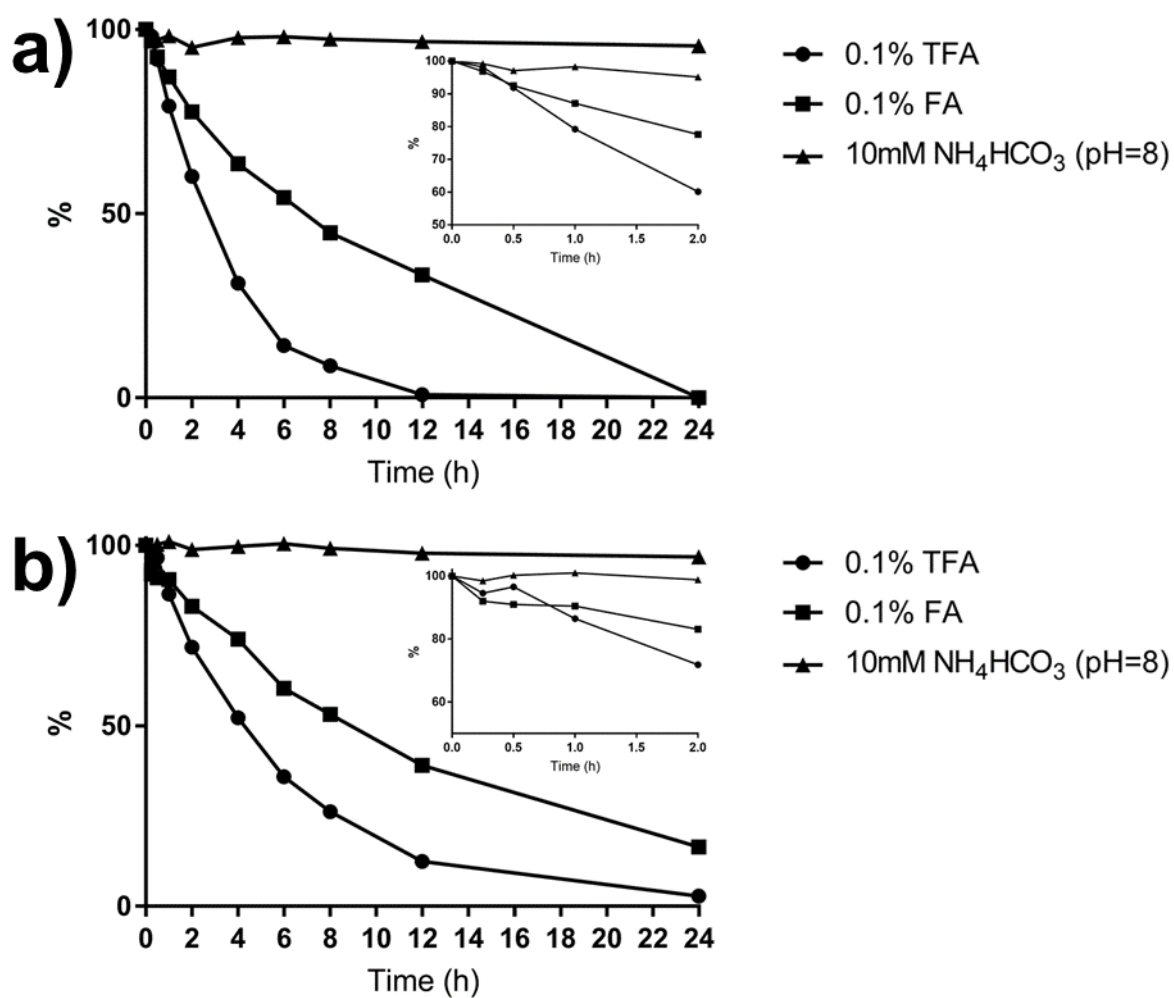 a)
100
50
0
%
0 2 4 6 8 10 12 14 16 18 20 22 24
Time (h)
100
90
80
70
60
50
%
0.0 0.5 1.0 1.5 2.0
Time (h)
0.1% TFA
0.1% FA
10mM NH₄HCO₃ (pH=8)
b)
100
50
0
%
0 2 4 6 8 10 12 14 16 18 20 22 24
Time (h)
100
80
60
%
0.0 0.5 1.0 1.5 2.0
Time (h)
0.1% TFA
0.1% FA
10mM NH₄HCO₃ (pH=8)